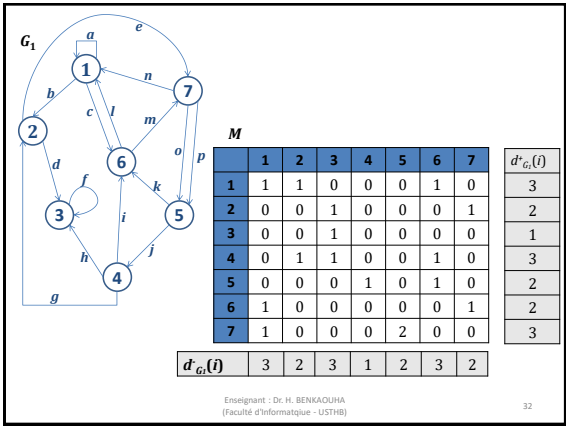 G₁
e
a
1
n
7
b
c
l
m
2
o
p
6
d
f
k
3
i
5
h
j
4
g
M
1 2 3 4 5 6 7
1 1 1 0 0 0 1 0
2 0 0 1 0 0 0 1
3 0 0 1 0 0 0 0
4 0 1 1 0 0 1 0
5 0 0 0 1 0 1 0
6 1 0 0 0 0 0 1
7 1 0 0 0 2 0 0
d⁺G₁(i)
3
2
1
3
2
2
3
d⁻G₁(i) 3 2 3 1 2 3 2
Enseignant : Dr. H. BENKAOUHA
(Faculté d'Informatqiue - USTHB)
32